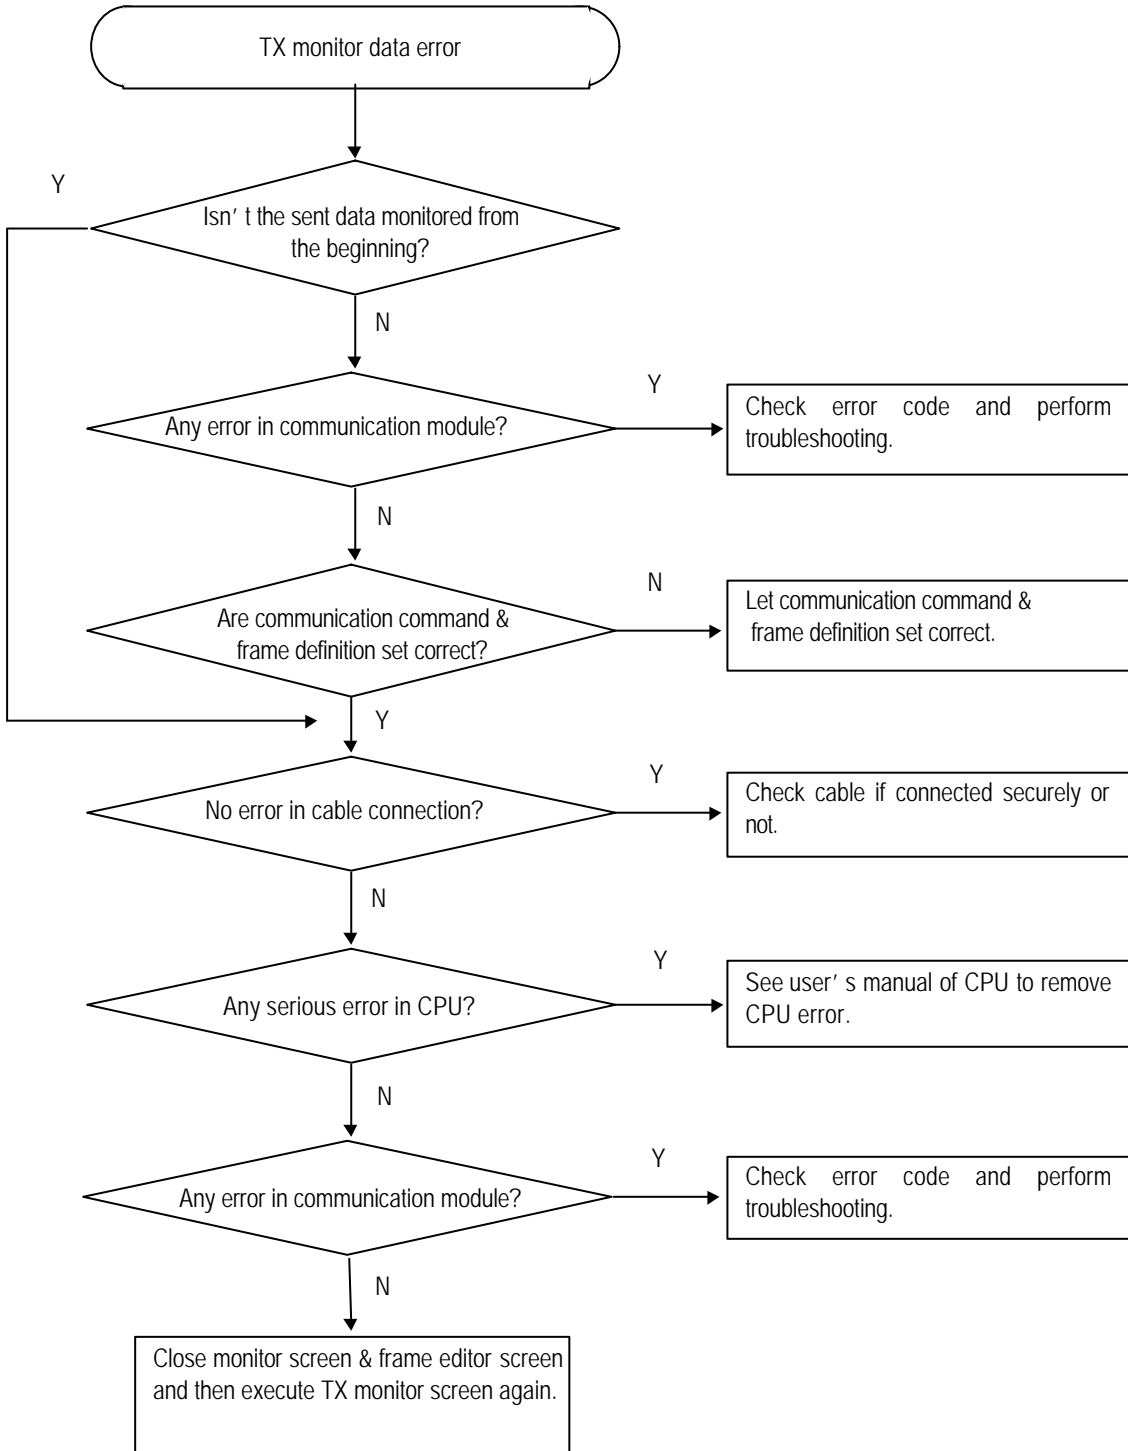 TX monitor data error
Y
Isn' t the sent data monitored from
the beginning?
N
Any error in communication module?
Y
Check error code and perform
troubleshooting.
N
Are communication command &
frame definition set correct?
N
Let communication command &
frame definition set correct.
Y
No error in cable connection?
Y
Check cable if connected securely or
not.
N
Any serious error in CPU?
Y
See user' s manual of CPU to remove
CPU error.
N
Any error in communication module?
Y
Check error code and perform
troubleshooting.
N
Close monitor screen & frame editor screen
and then execute TX monitor screen again.